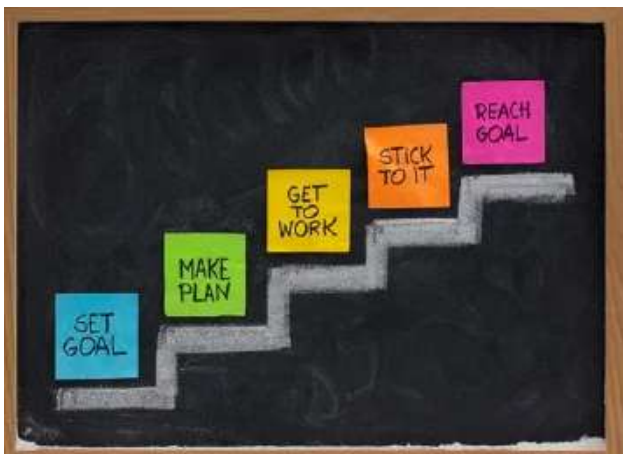 SET
GOAL
MAKE
PLAN
GET
TO
WORK
STICK
TO IT
REACH
GOAL